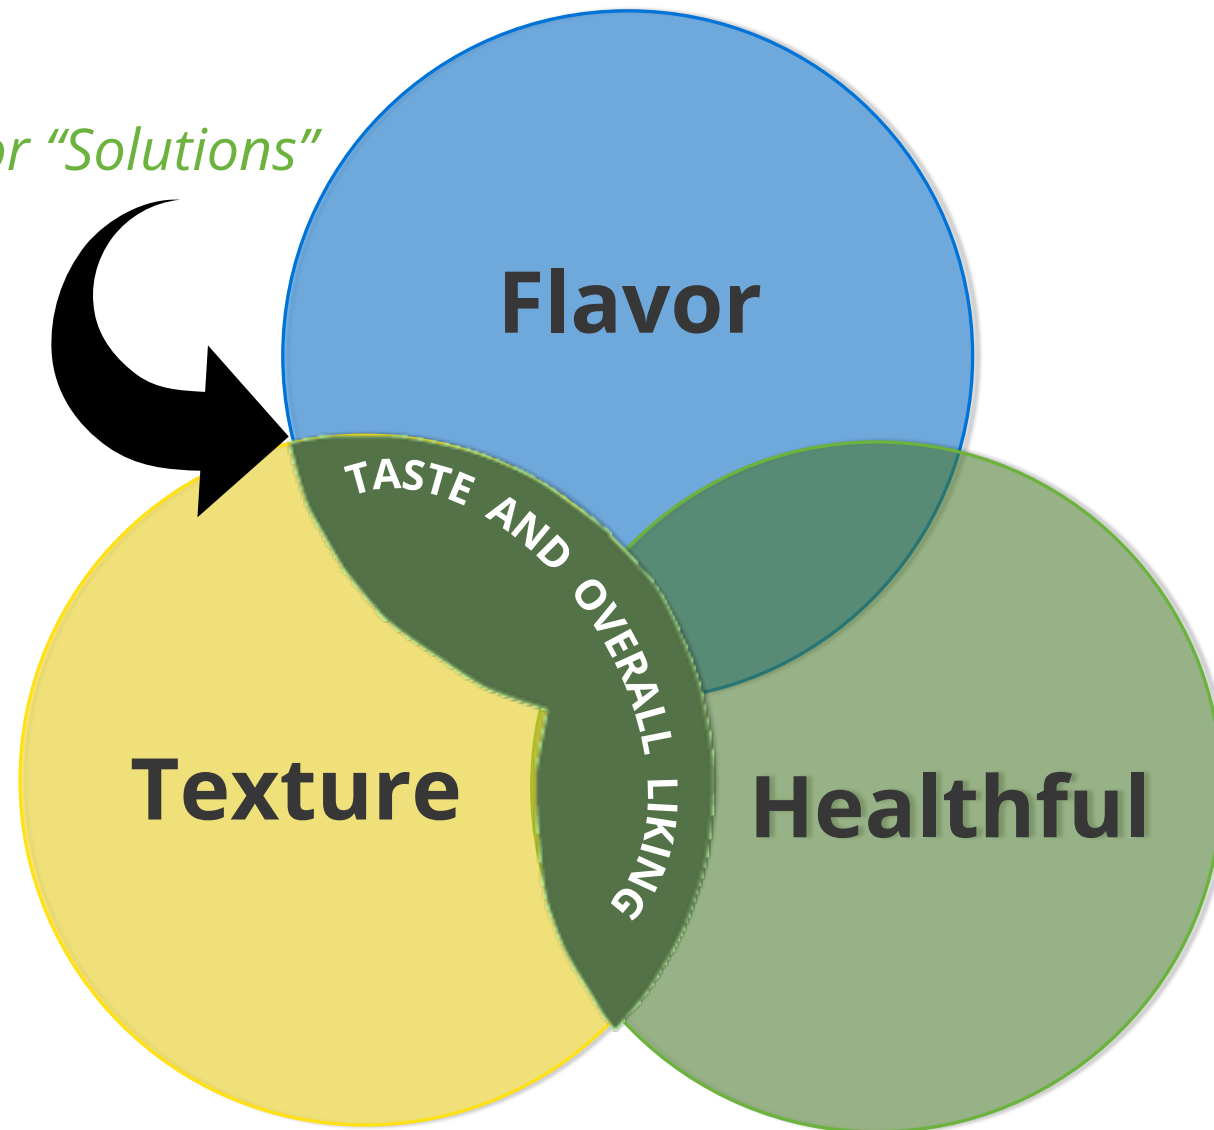 or “Solutions”
Flavor
TASTE AND OVERALL LIKING
Texture
Healthful